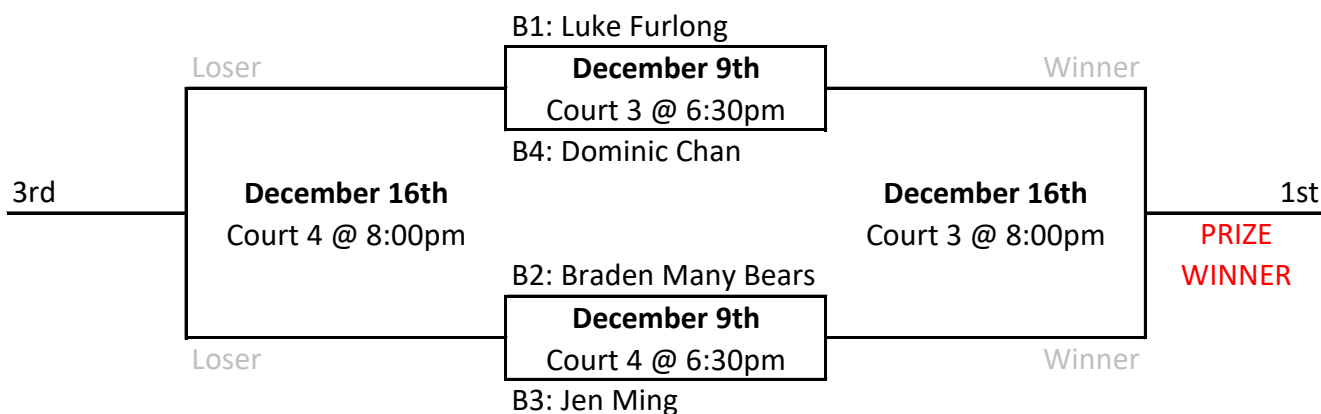 B1: Luke Furlong
Loser
December 9th
Winner
Court 3 @ 6:30pm
B4: Dominic Chan
3rd
December 16th
December 16th
1st
Court 4 @ 8:00pm
Court 3 @ 8:00pm
PRIZE
WINNER
B2: Braden Many Bears
December 9th
Loser
Court 4 @ 6:30pm
Winner
B3: Jen Ming